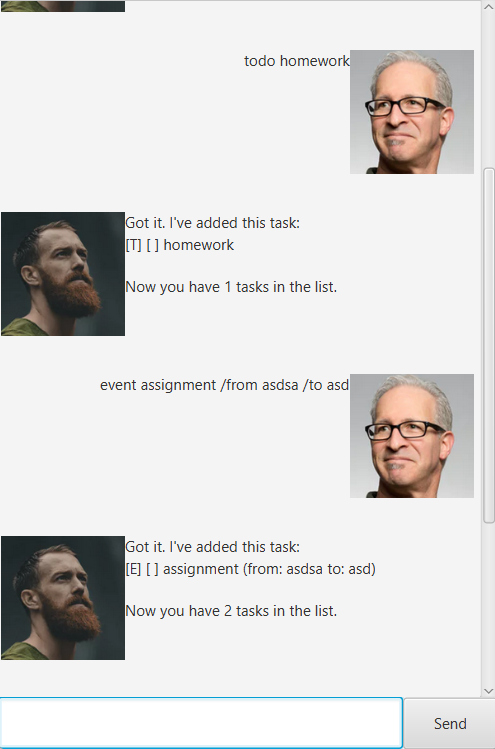 todo homework
Got it. I've added this task:
[T] [ ] homework
Now you have 1 tasks in the list.
event assignment /from asdsa /to asd
Got it. I've added this task:
[E] [ ] assignment (from: asdsa to: asd)
Now you have 2 tasks in the list.
Send